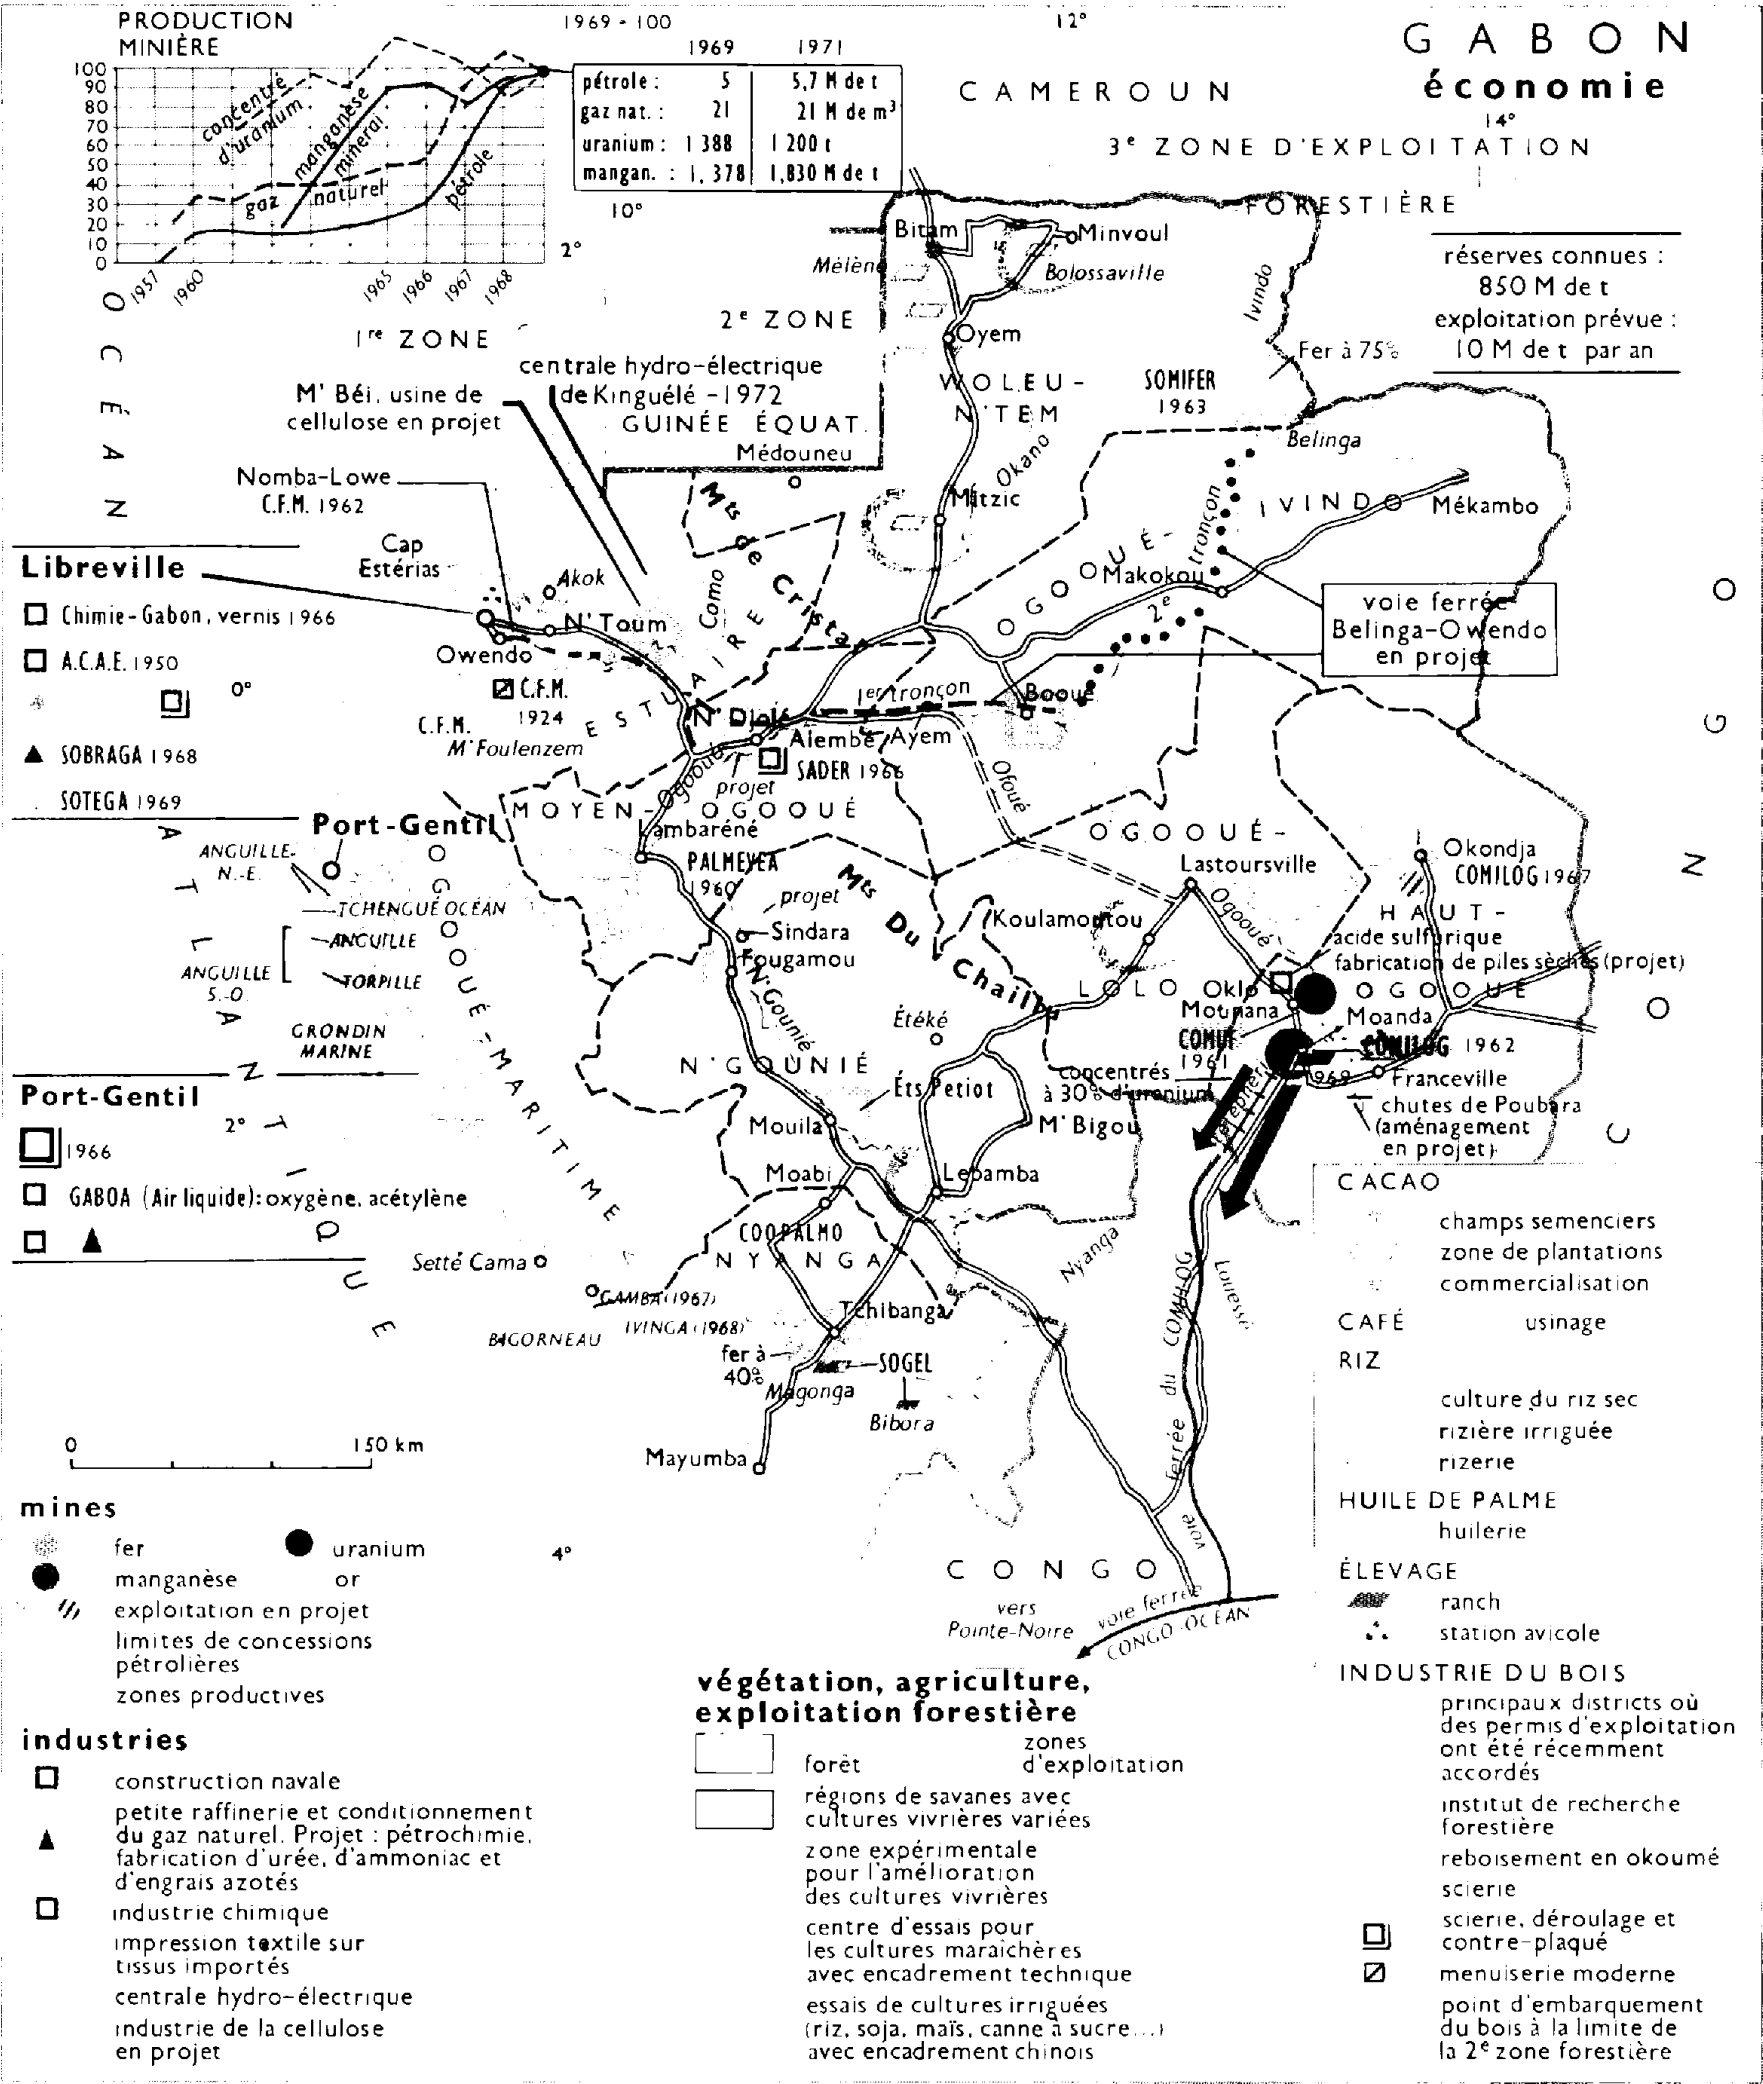 PRODUCTION
MINIÈRE
1969 - 100
1969 1971
pétrole : 5 5,7 M de t
gaz nat. : 21 21 M de m³
uranium : 1 388 1 200 t
mangan. : 1, 378 1,830 M de t
100
90
80
70
60
50
40
30
20
10
0
1957
1960
1965
1966
1967
1968
concentré
d'uranium
manganèse
minerai
gaz naturel
pétrole
GABON
économie
12°
14°
10°
2°
CAMEROUN
3e ZONE D'EXPLOITATION
FORESTIÈRE
réserves connues :
850 M de t
exploitation prévue :
10 M de t par an
OCÉAN
ATLANTIQUE
1re ZONE
2e ZONE
Bitam
Minvoul
Mélène
Bolossaville
Ivindo
Oyem
Fer à 75%
WOLEU-
N'TEM
SOMIFER
1963
Belinga
centrale hydro-électrique
de Kinguélé - 1972
M' Béi, usine de
cellulose en projet
GUINÉE ÉQUAT.
Médouneu
Okano
Mitzic
Nomba-Lowe
C.F.M. 1962
Mts de Cristal
IVINDO
Mékambo
OGOOUÉ-
Makokou
2e tronçon
Cap
Estérias
Akok
Como
N'Toum
Owendo
ESTUAIRE
voie ferrée
Belinga-Owendo
en projet
Libreville
Chimie-Gabon, vernis 1966
A.C.A.E. 1950
0°
SOBRAGA 1968
SOTEGA 1969
C.F.M.
1924
C.F.M.
M'Foulenzem
1er tronçon
Booué
N'Djolé
Alembé
Ayem
SADER 1966
projet
Ogooué
Ofoué
MOYEN-OGOOUÉ
Port-Gentil
Lambaréné
PALMEVEA
1960
OGOOUÉ-
Lastoursville
Okondja
COMILOG 1967
ANGUILLE-
N.-E.
TCHENGUÉ OCÉAN
ANGUILLE
ANGUILLE
S.-O.
TORPILLE
GRONDIN
MARINE
OGOOUÉ-MARITIME
projet
Sindara
Fougamou
N'Gounié
Mts Du Chaillu
Koulamoutou
Ogooué
HAUT-
acide sulfurique
fabrication de piles sèches (projet)
LOLO
Oklo
OGOOUÉ
Mounana
Moanda
COMUF
1961
COMILOG 1962
1969
Franceville
concentrés
à 30% d'uranium
chutes de Poubara
(aménagement
en projet)
CONGO
Étéké
N'GOUNIÉ
Éts Petiot
Mouila
M'Bigou
Moabi
Lebamba
Port-Gentil
2°
1966
GABOA (Air liquide): oxygène, acétylène
COOPALMO
NYANGA
Nyanga
Louessé
Setté Cama
GAMBA (1967)
IVINGA (1968)
BIGORNEAU
Tchibanga
fer à
40%
SOGEL
Magonga
Bibora
Mayumba
voie ferrée du COMILOG
0 150 km
4°
CONGO
vers
Pointe-Noire
voie ferrée
CONGO-OCÉAN
mines
fer
uranium
manganèse
or
exploitation en projet
limites de concessions
pétrolières
zones productives
industries
construction navale
petite raffinerie et conditionnement
du gaz naturel. Projet : pétrochimie,
fabrication d'urée, d'ammoniac et
d'engrais azotés
industrie chimique
impression textile sur
tissus importés
centrale hydro-électrique
industrie de la cellulose
en projet
végétation, agriculture,
exploitation forestière
forêt
zones
d'exploitation
régions de savanes avec
cultures vivrières variées
zone expérimentale
pour l'amélioration
des cultures vivrières
centre d'essais pour
les cultures maraîchères
avec encadrement technique
essais de cultures irriguées
(riz, soja, maïs, canne à sucre...)
avec encadrement chinois
CACAO
champs semenciers
zone de plantations
commercialisation
CAFÉ usinage
RIZ
culture du riz sec
rizière irriguée
rizerie
HUILE DE PALME
huilerie
ÉLEVAGE
ranch
station avicole
INDUSTRIE DU BOIS
principaux districts où
des permis d'exploitation
ont été récemment
accordés
institut de recherche
forestière
reboisement en okoumé
scierie
scierie, déroulage et
contre-plaqué
menuiserie moderne
point d'embarquement
du bois à la limite de
la 2e zone forestière